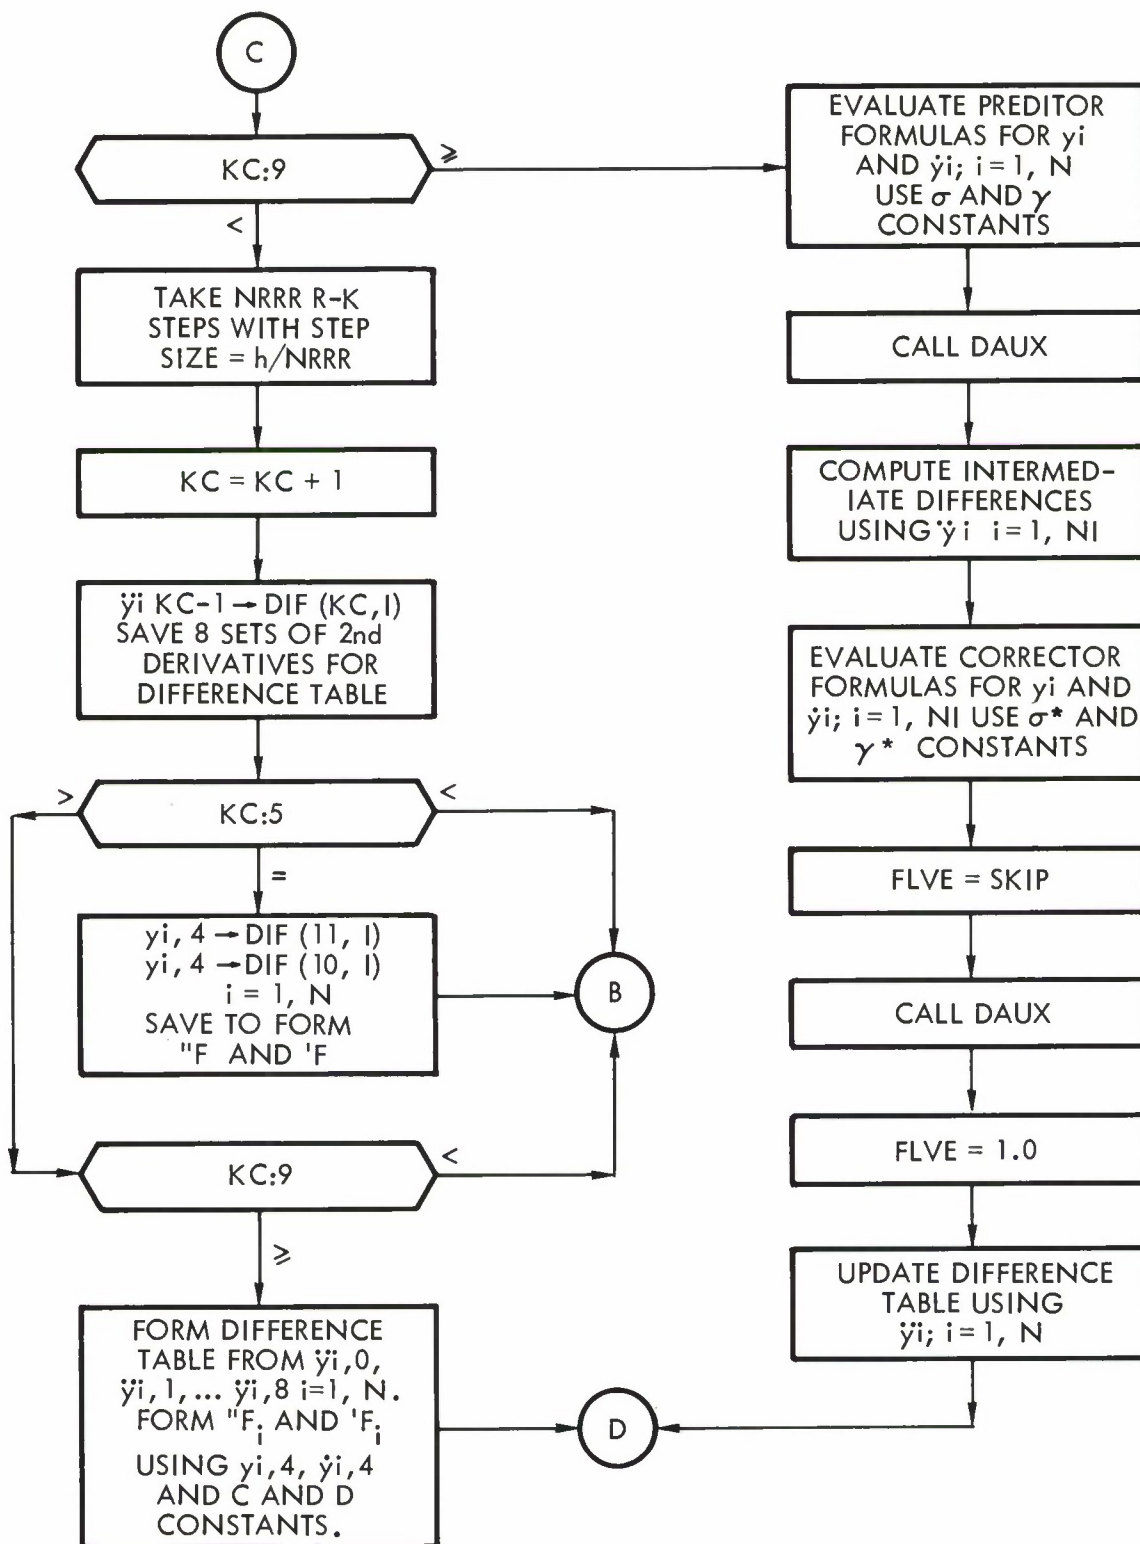 C
KC:9
≥
<
TAKE NRRR R-K
STEPS WITH STEP
SIZE = h/NRRR
KC = KC + 1
ÿi KC-1 → DIF (KC,I)
SAVE 8 SETS OF 2nd
DERIVATIVES FOR
DIFFERENCE TABLE
>
KC:5
<
=
yi, 4 → DIF (11, I)
yi, 4 → DIF (10, I)
i = 1, N
SAVE TO FORM
"F AND 'F
B
KC:9
<
≥
FORM DIFFERENCE
TABLE FROM ÿi,0,
ÿi,1,... ÿi,8 i=1, N.
FORM "Fi AND 'Fi
USING yi,4, ẏi,4
AND C AND D
CONSTANTS.
D
EVALUATE PREDITOR
FORMULAS FOR yi
AND ẏi; i = 1, N
USE σ AND γ
CONSTANTS
CALL DAUX
COMPUTE INTERMED-
IATE DIFFERENCES
USING ÿi i = 1, NI
EVALUATE CORRECTOR
FORMULAS FOR yi AND
ẏi; i = 1, NI USE σ* AND
γ* CONSTANTS
FLVE = SKIP
CALL DAUX
FLVE = 1.0
UPDATE DIFFERENCE
TABLE USING
ÿi; i = 1, N